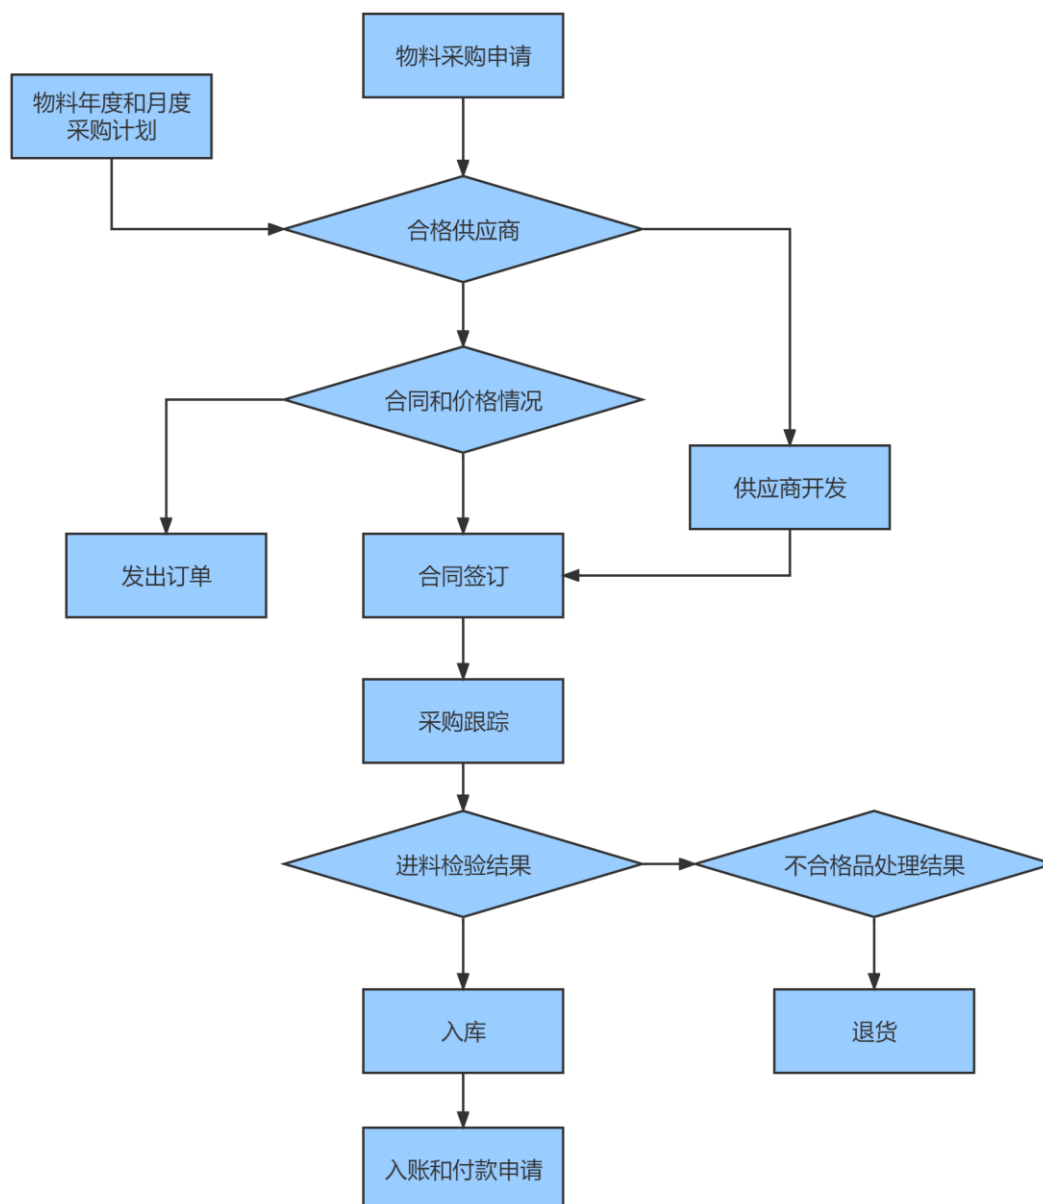 物料采购申请
物料年度和月度
采购计划
合格供应商
合同和价格情况
供应商开发
发出订单
合同签订
采购跟踪
进料检验结果
不合格品处理结果
入库
退货
入账和付款申请